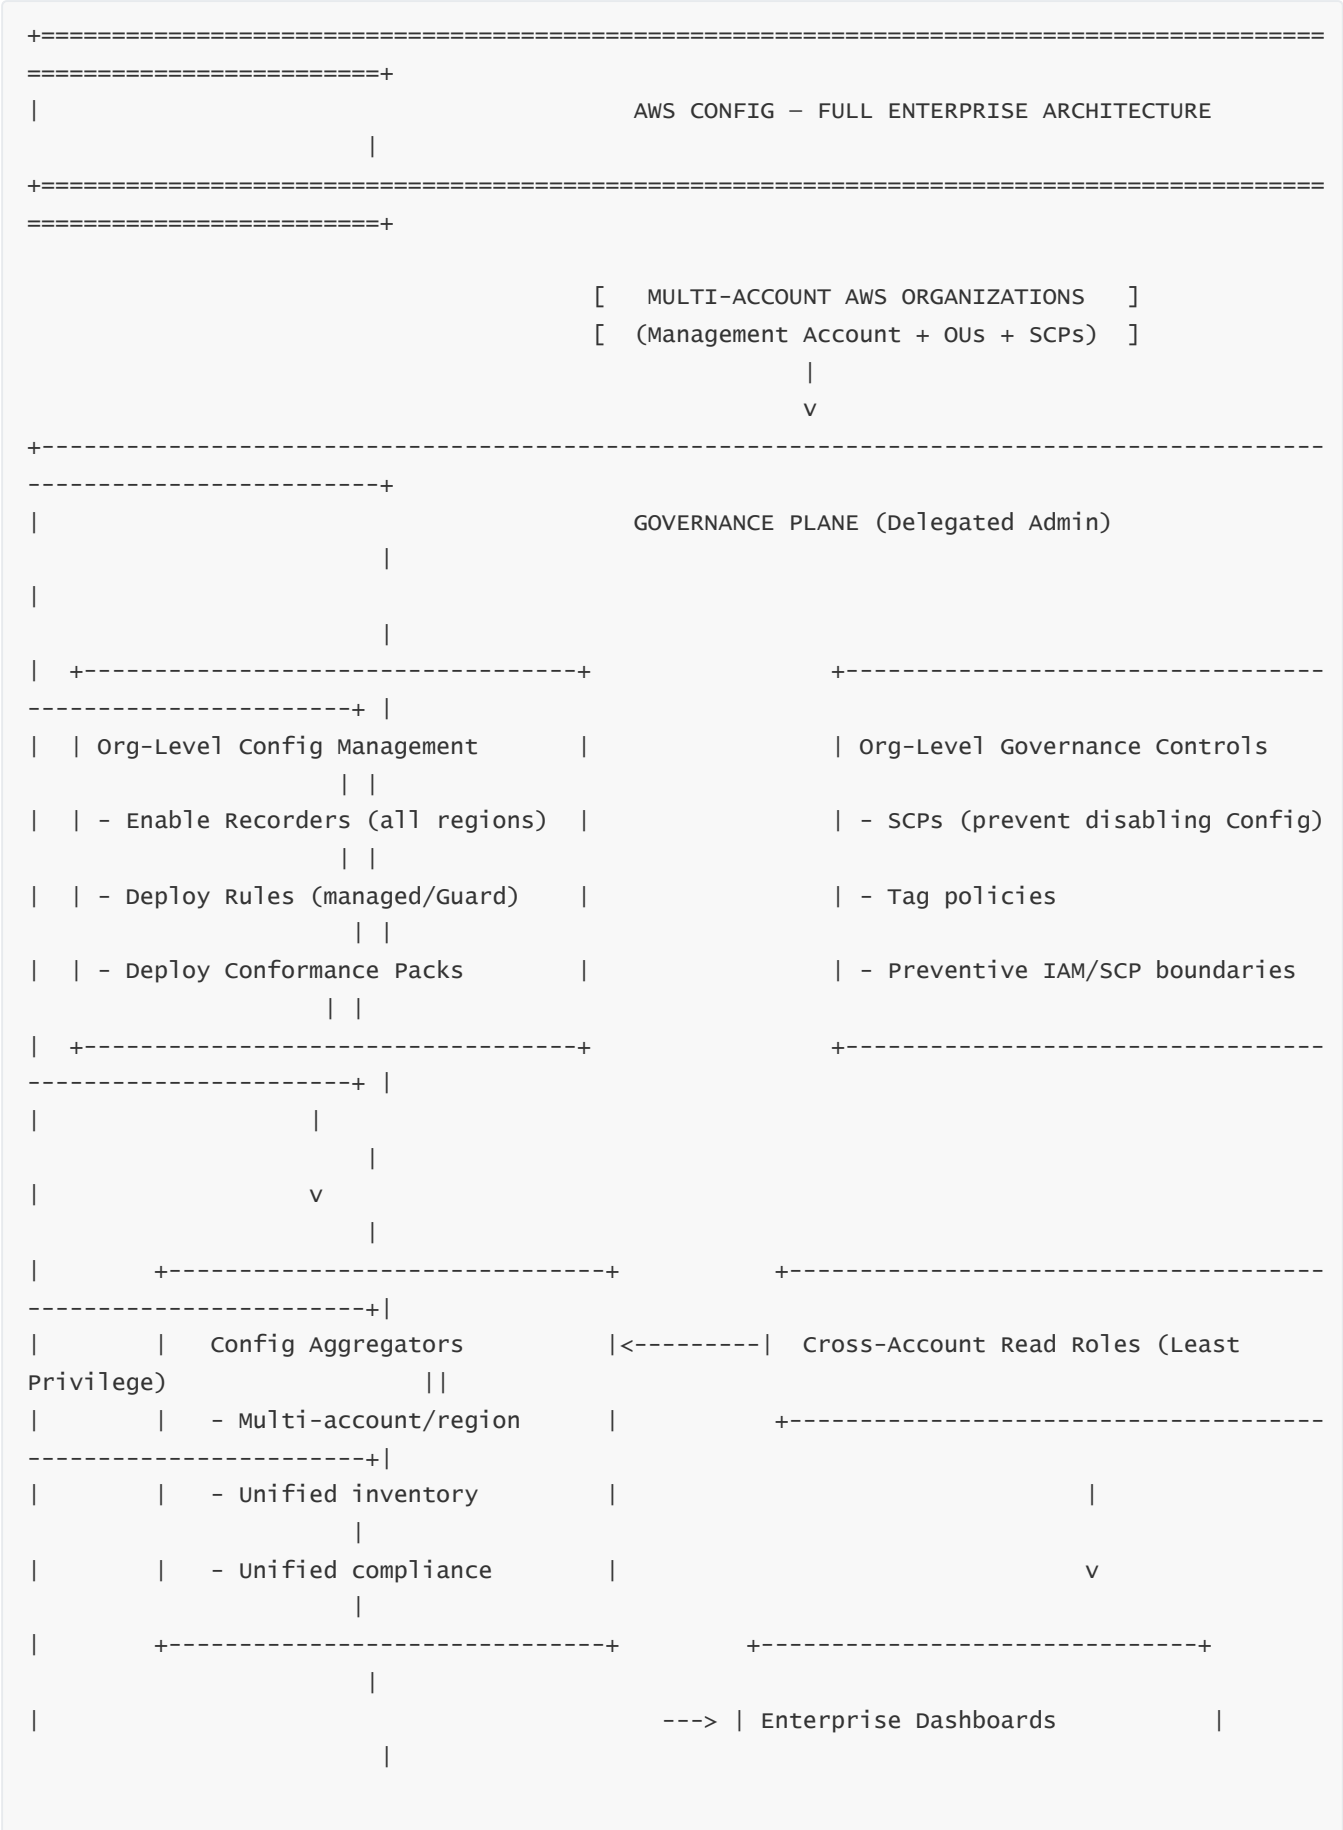 +===========================================================================================
=========================+
|                                          AWS CONFIG — FULL ENTERPRISE ARCHITECTURE
                        |
+===========================================================================================
=========================+

                                        [   MULTI-ACCOUNT AWS ORGANIZATIONS   ]
                                        [  (Management Account + OUs + SCPs)  ]
                                                       |
                                                       v
+-------------------------------------------------------------------------------------------
-------------------------+
|                                          GOVERNANCE PLANE (Delegated Admin)
                         |
|
                         |
|  +-----------------------------------+                 +----------------------------------
-----------------------+ |
|  | Org-Level Config Management       |                 | Org-Level Governance Controls
                      | |
|  | - Enable Recorders (all regions)  |                 | - SCPs (prevent disabling Config)
                      | |
|  | - Deploy Rules (managed/Guard)    |                 | - Tag policies
                       | |
|  | - Deploy Conformance Packs        |                 | - Preventive IAM/SCP boundaries
                     | |
|  +-----------------------------------+                 +----------------------------------
-----------------------+ |
|                   |
                        |
|                   v
                        |
|        +-------------------------------+           +--------------------------------------
------------------------+|
|        |   Config Aggregators          |<---------|  Cross-Account Read Roles (Least
Privilege)                  ||
|        |   - Multi-account/region      |           +--------------------------------------
------------------------+|
|        |   - Unified inventory         |                                 |
                       |
|        |   - Unified compliance        |                                 v
                       |
|        +-------------------------------+         +-------------------------------+
                        |
|                                            ---> | Enterprise Dashboards           |
                         |